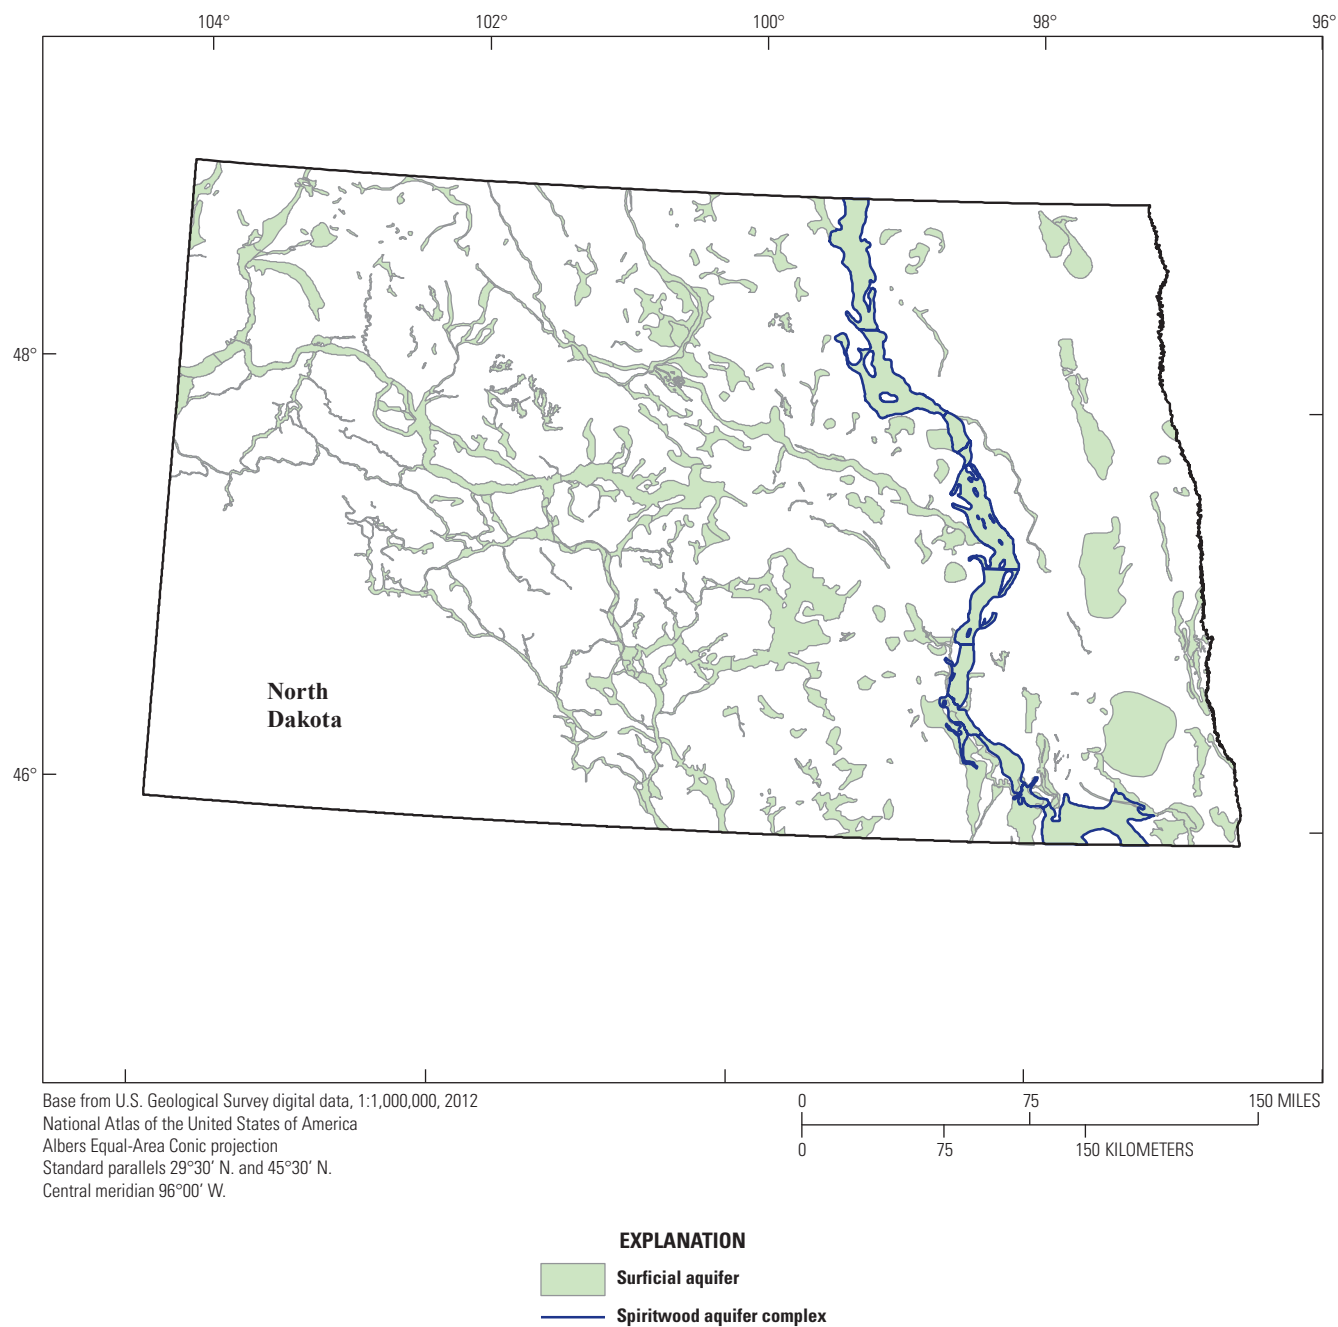 104°
102°
100°
98°
96°
48°
46°
North
Dakota
Base from U.S. Geological Survey digital data, 1:1,000,000, 2012
National Atlas of the United States of America
Albers Equal-Area Conic projection
Standard parallels 29°30′ N. and 45°30′ N.
Central meridian 96°00′ W.
0 75 150 MILES
0 75 150 KILOMETERS
EXPLANATION
Surficial aquifer
Spiritwood aquifer complex